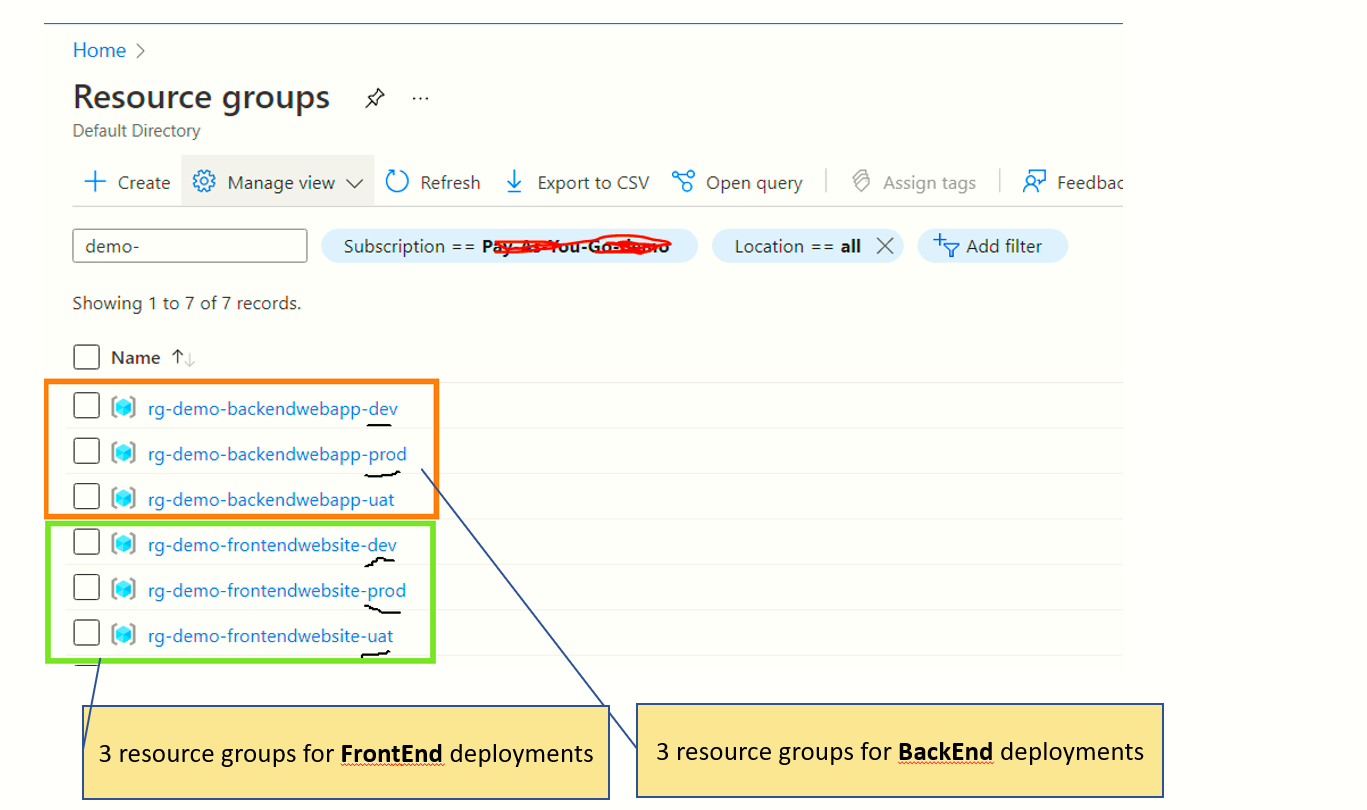 Home
Resource groups
Default Directory
Create Manage view Refresh Export to CSV Open query Assign tags Feedbac
demo- Subscription == Pay-As-You-Go-demo Location == all Add filter
Showing 1 to 7 of 7 records.
Name
rg-demo-backendwebapp-dev
rg-demo-backendwebapp-prod
rg-demo-backendwebapp-uat
rg-demo-frontendwebsite-dev
rg-demo-frontendwebsite-prod
rg-demo-frontendwebsite-uat
3 resource groups for FrontEnd deployments
3 resource groups for BackEnd deployments